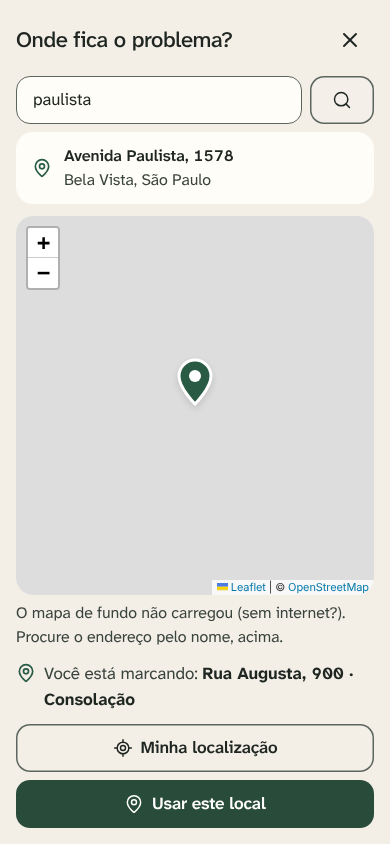 Onde fica o problema?
paulista
Avenida Paulista, 1578
Bela Vista, São Paulo
+
−
Leaflet | © OpenStreetMap
O mapa de fundo não carregou (sem internet?).
Procure o endereço pelo nome, acima.
Você está marcando: Rua Augusta, 900 ·
Consolação
Minha localização
Usar este local